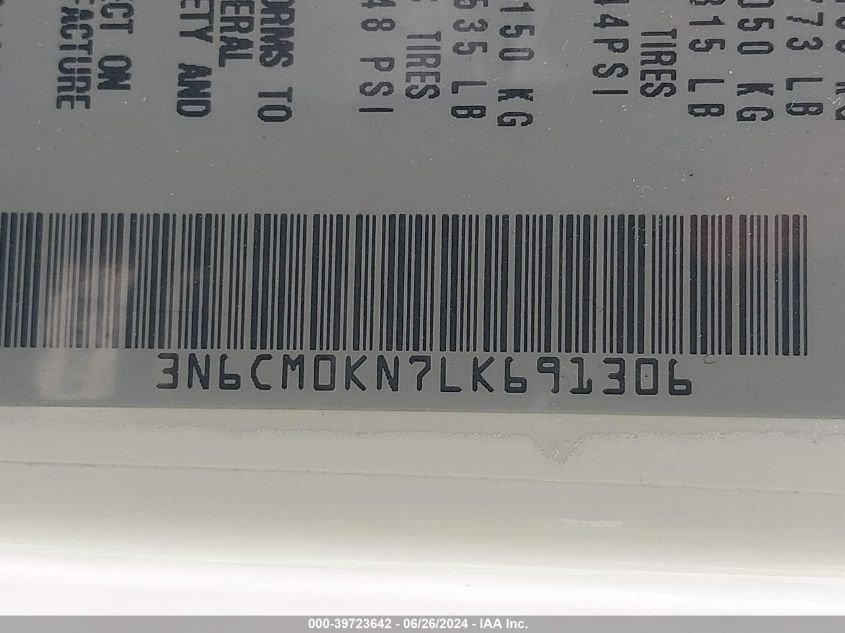 ECT ON
FACTURE
ERAL
ETY AND
ORMS TO
48 PSI
TIRES
535 LB
150 KG
44PSI
TIRES
315 LB
050 KG
773 LB
KG
3N6CM0KN7LK691306
000-39723642 - 06/26/2024 - IAA Inc.